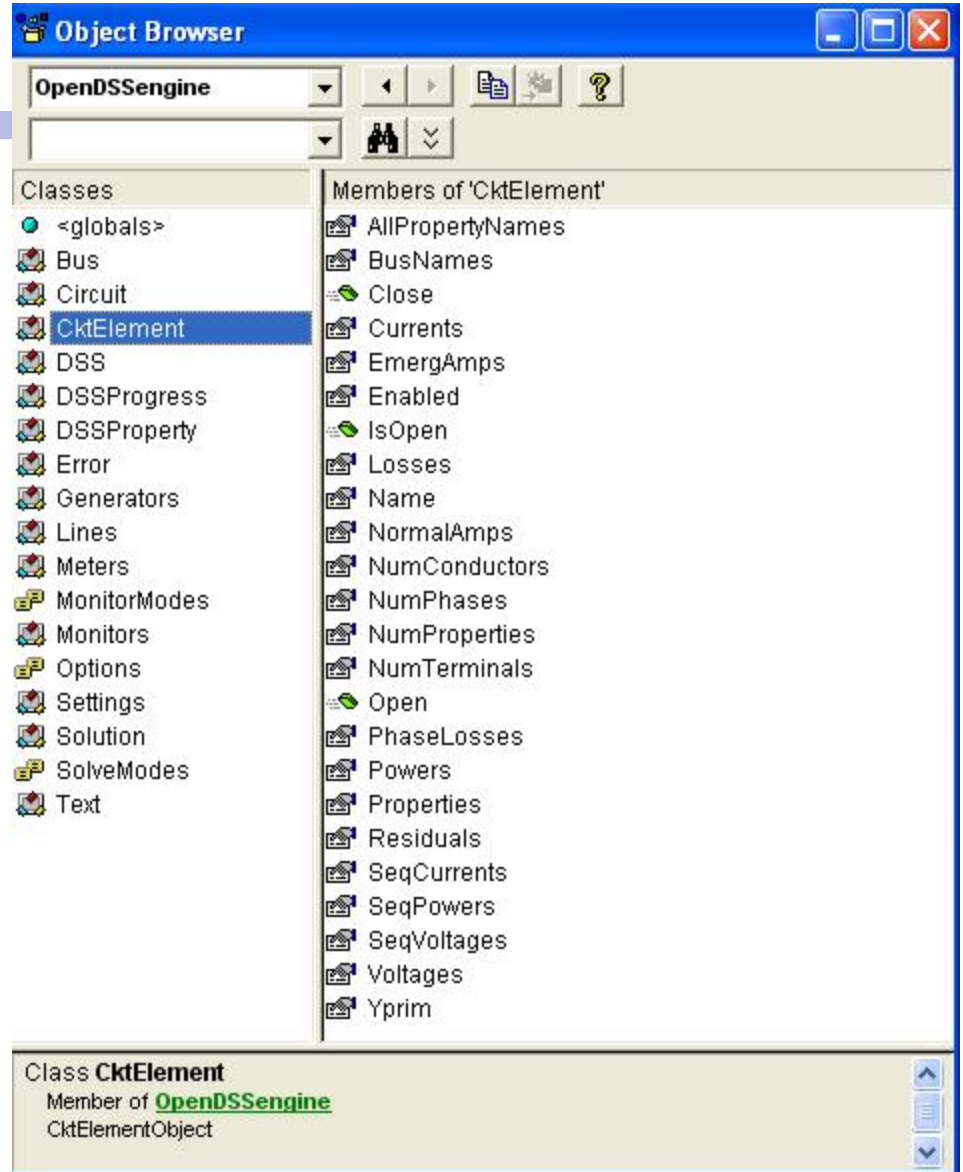 Object Browser
OpenDSSengine
Classes
<globals>
Bus
Circuit
CktElement
DSS
DSSProgress
DSSProperty
Error
Generators
Lines
Meters
MonitorModes
Monitors
Options
Settings
Solution
SolveModes
Text
Members of 'CktElement'
AllPropertyNames
BusNames
Close
Currents
EmergAmps
Enabled
IsOpen
Losses
Name
NormalAmps
NumConductors
NumPhases
NumProperties
NumTerminals
Open
PhaseLosses
Powers
Properties
Residuals
SeqCurrents
SeqPowers
SeqVoltages
Voltages
Yprim
Class CktElement
Member of OpenDSSengine
CktElementObject